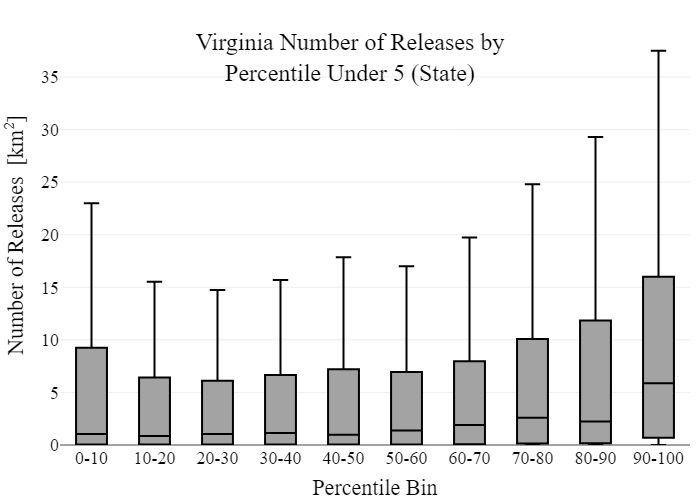 Virginia Number of Releases by
Percentile Under 5 (State)
Number of Releases [km²]
35
30
25
20
15
10
5
0
0-10 10-20 20-30 30-40 40-50 50-60 60-70 70-80 80-90 90-100
Percentile Bin